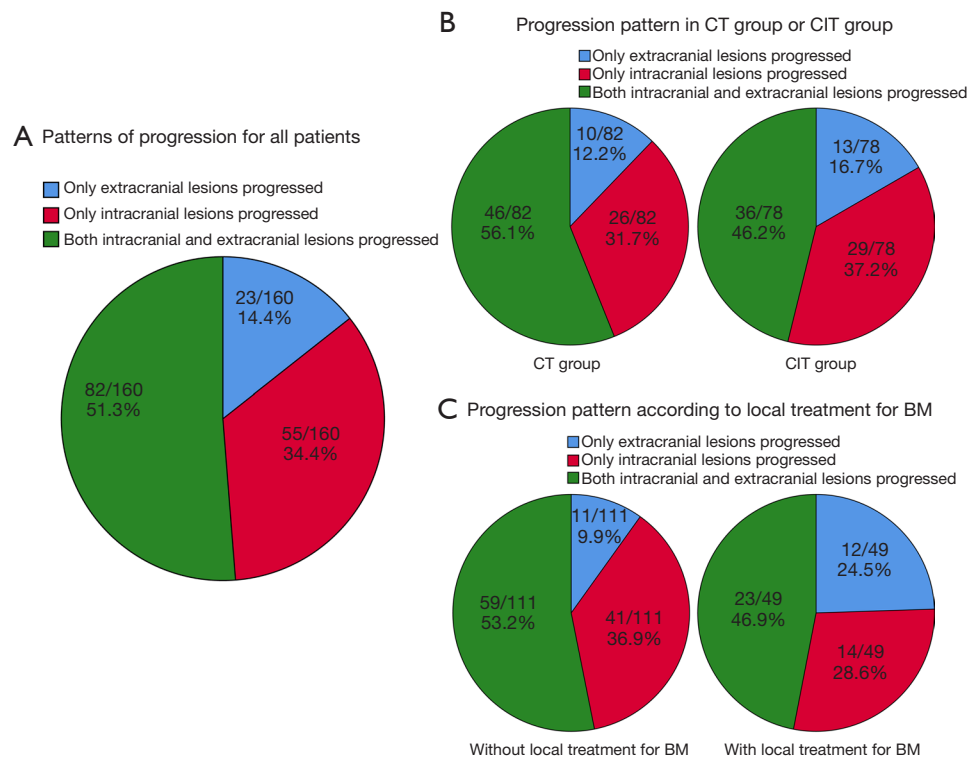 A Patterns of progression for all patients
Only extracranial lesions progressed
Only intracranial lesions progressed
Both intracranial and extracranial lesions progressed
23/160
14.4%
82/160
51.3%
55/160
34.4%
B Progression pattern in CT group or CIT group
Only extracranial lesions progressed
Only intracranial lesions progressed
Both intracranial and extracranial lesions progressed
10/82
12.2%
46/82
56.1%
26/82
31.7%
CT group
13/78
16.7%
36/78
46.2%
29/78
37.2%
CIT group
C Progression pattern according to local treatment for BM
Only extracranial lesions progressed
Only intracranial lesions progressed
Both intracranial and extracranial lesions progressed
11/111
9.9%
59/111
53.2%
41/111
36.9%
Without local treatment for BM
12/49
24.5%
23/49
46.9%
14/49
28.6%
With local treatment for BM